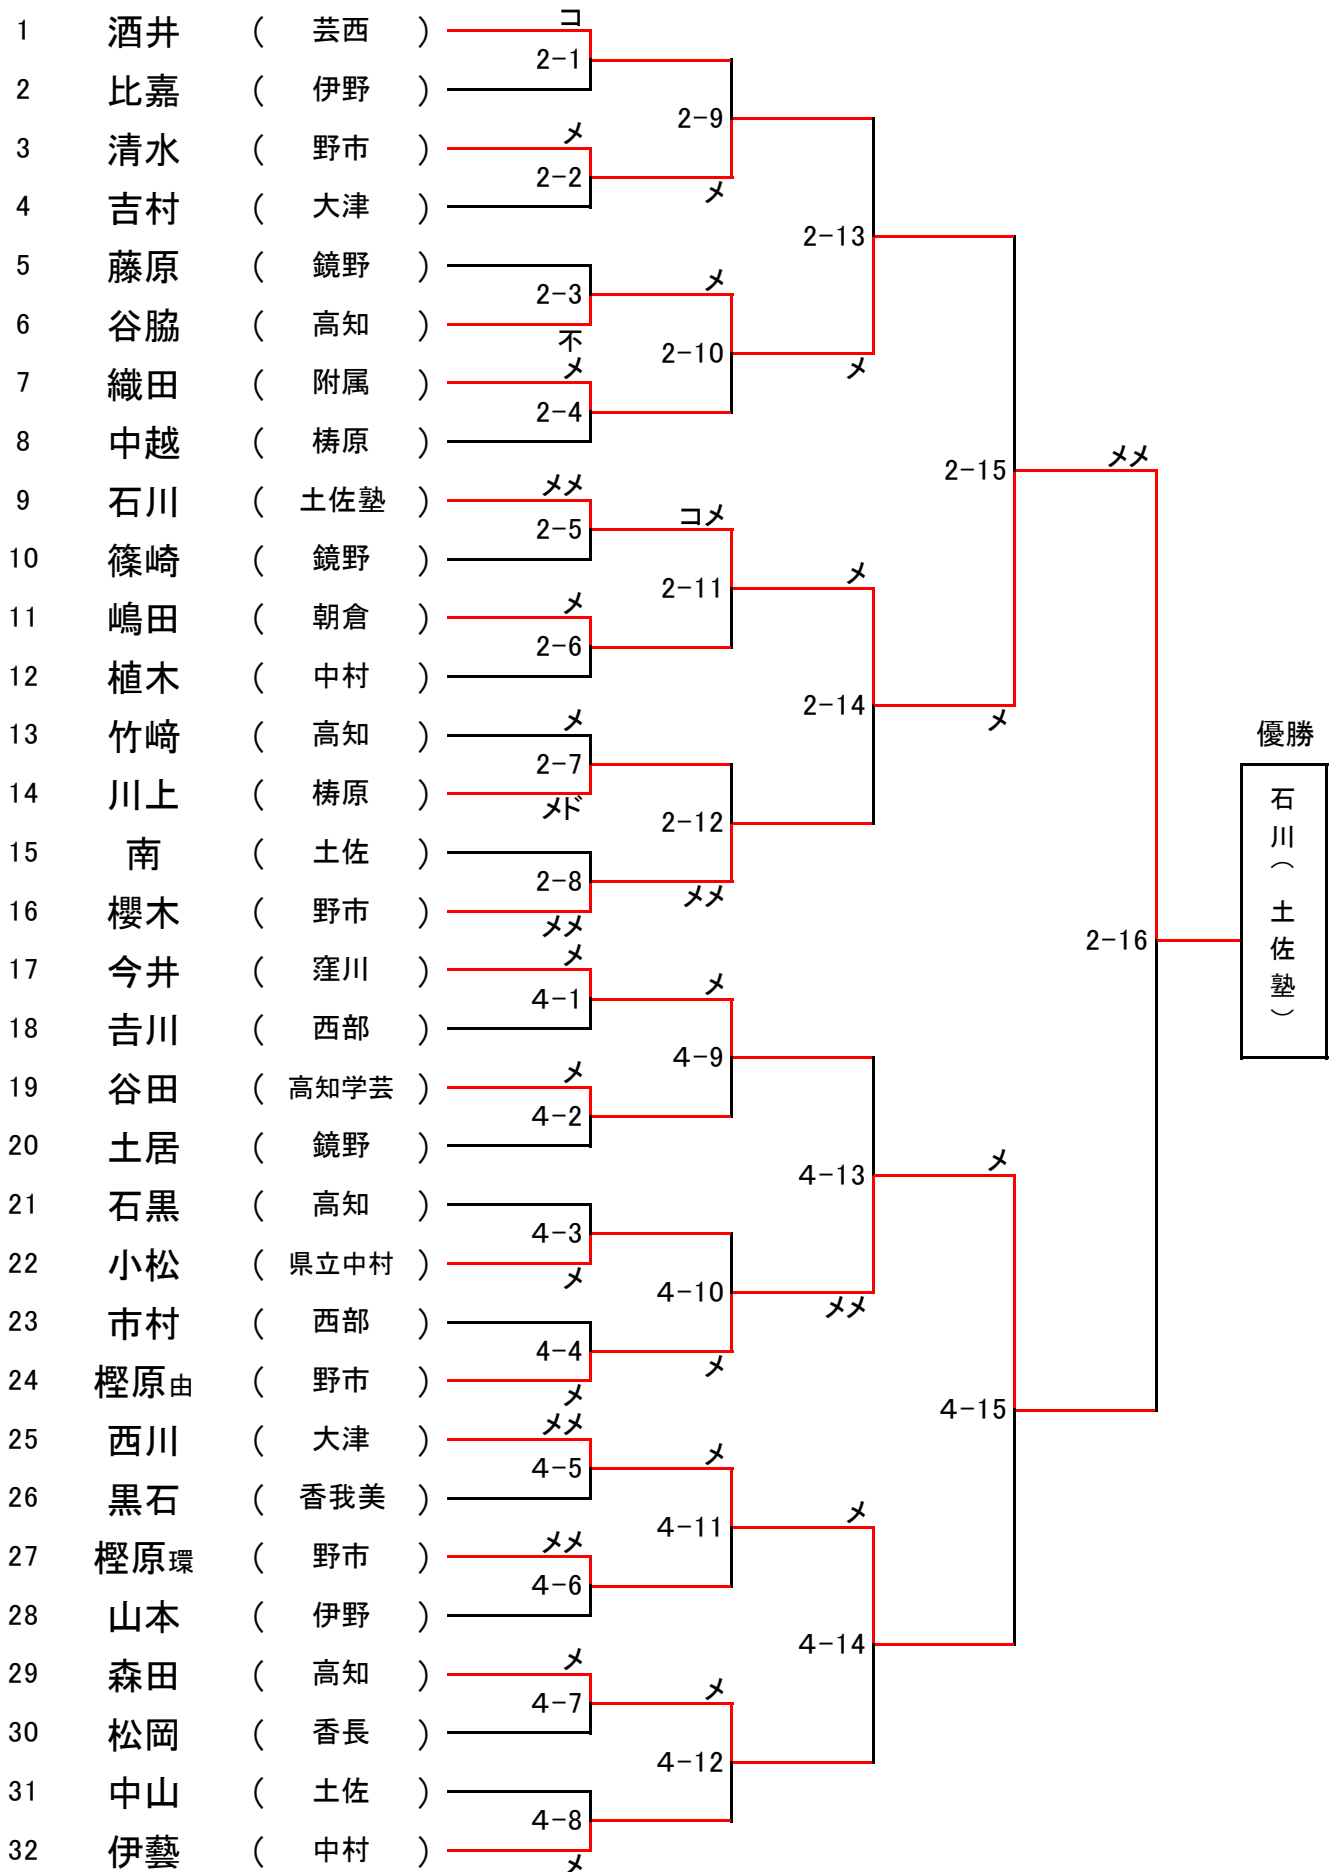 1 酒井 ( 芸西 ) コ
2-1
2 比嘉 ( 伊野 )
2-9
3 清水 ( 野市 ) メ
2-2 メ
4 吉村 ( 大津 )
2-13
5 藤原 ( 鏡野 )
2-3 メ
6 谷脇 ( 高知 ) 不
2-10 メ
7 織田 ( 附属 ) メ
2-4
8 中越 ( 梼原 )
2-15 メメ
9 石川 ( 土佐塾 ) メメ
2-5 コメ
10 篠崎 ( 鏡野 )
2-11 メ
11 嶋田 ( 朝倉 ) メ
2-6
12 植木 ( 中村 )
2-14 メ
13 竹﨑 ( 高知 ) メ
2-7
14 川上 ( 梼原 ) メド
2-12
15 南 ( 土佐 )
2-8 メメ
16 櫻木 ( 野市 ) メメ
2-16
優勝
石川(土佐塾)
17 今井 ( 窪川 ) メ
4-1 メ
18 𠮷川 ( 西部 )
4-9
19 谷田 ( 高知学芸 ) メ
4-2
20 土居 ( 鏡野 )
4-13 メ
21 石黒 ( 高知 )
4-3
22 小松 ( 県立中村 ) メ
4-10 メメ
23 市村 ( 西部 )
4-4 メ
24 樫原由 ( 野市 ) メ
4-15
25 西川 ( 大津 ) メメ
4-5 メ
26 黒石 ( 香我美 )
4-11 メ
27 樫原環 ( 野市 ) メメ
4-6
28 山本 ( 伊野 )
4-14
29 森田 ( 高知 ) メ
4-7 メ
30 松岡 ( 香長 )
4-12
31 中山 ( 土佐 )
4-8
32 伊藝 ( 中村 ) メ